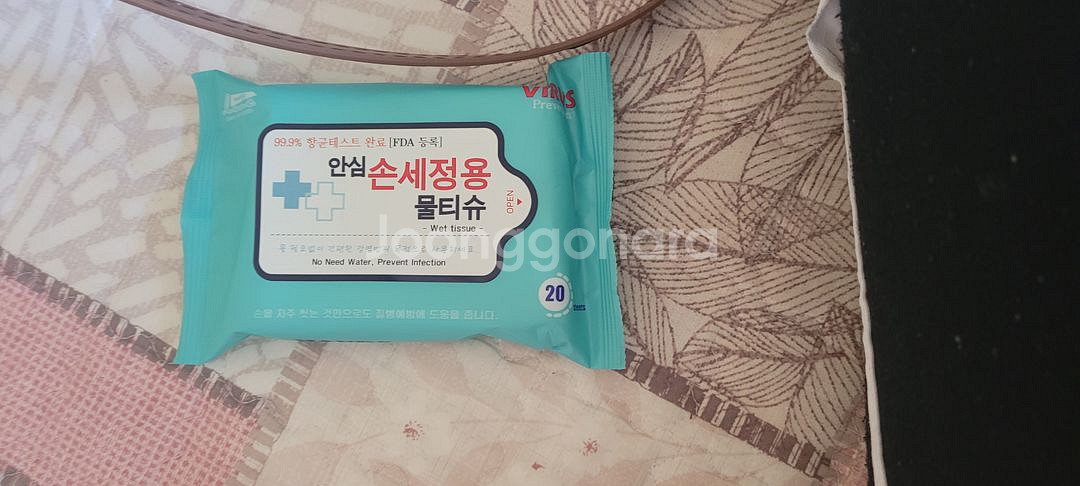 VIRUS
Prevent
99.9% 항균테스트 완료 [FDA 등록]
안심 손세정용
물티슈
OPEN
- Wet tissue -
No Need Water, Prevent Infection
20
손을 자주 씻는 것만으로도 질병예방에 도움을 줍니다.
joonggonara